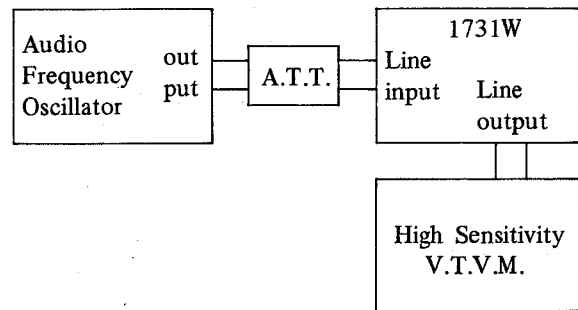 Audio
Frequency
Oscillator
out
put
A.T.T.
1731W
Line
input
Line
output
High Sensitivity
V.T.V.M.